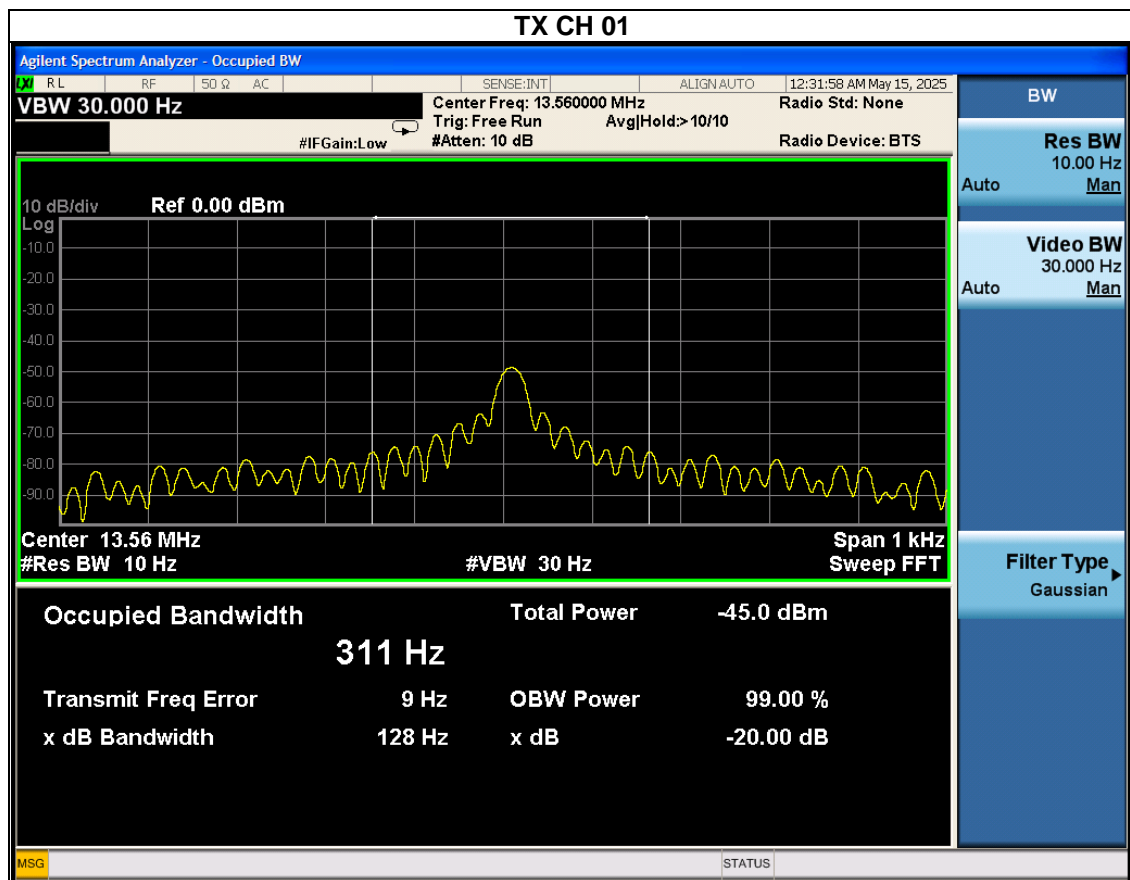 TX CH 01
Agilent Spectrum Analyzer - Occupied BW
LXI RL RF 50 Ω AC SENSE:INT ALIGN AUTO 12:31:58 AM May 15, 2025
VBW 30.000 Hz
Center Freq: 13.560000 MHz
Radio Std: None
Trig: Free Run Avg|Hold:>10/10
#IFGain:Low
#Atten: 10 dB
Radio Device: BTS
BW
Res BW
10.00 Hz
Auto Man
Video BW
30.000 Hz
Auto Man
Filter Type
Gaussian
10 dB/div Ref 0.00 dBm
Log
-10.0
-20.0
-30.0
-40.0
-50.0
-60.0
-70.0
-80.0
-90.0
Center 13.56 MHz Span 1 kHz
#Res BW 10 Hz #VBW 30 Hz Sweep FFT
Occupied Bandwidth Total Power -45.0 dBm
311 Hz
Transmit Freq Error 9 Hz OBW Power 99.00 %
x dB Bandwidth 128 Hz x dB -20.00 dB
MSG STATUS